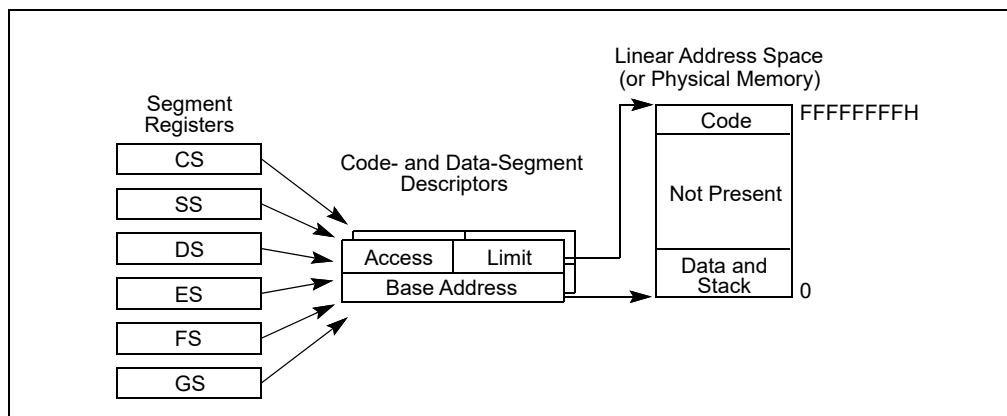 Linear Address Space
(or Physical Memory)
Segment
Registers
FFFFFFFFH
Code
CS
Code- and Data-Segment
Descriptors
SS
Not Present
DS
Access
Limit
Data and
Stack
ES
Base Address
0
FS
GS